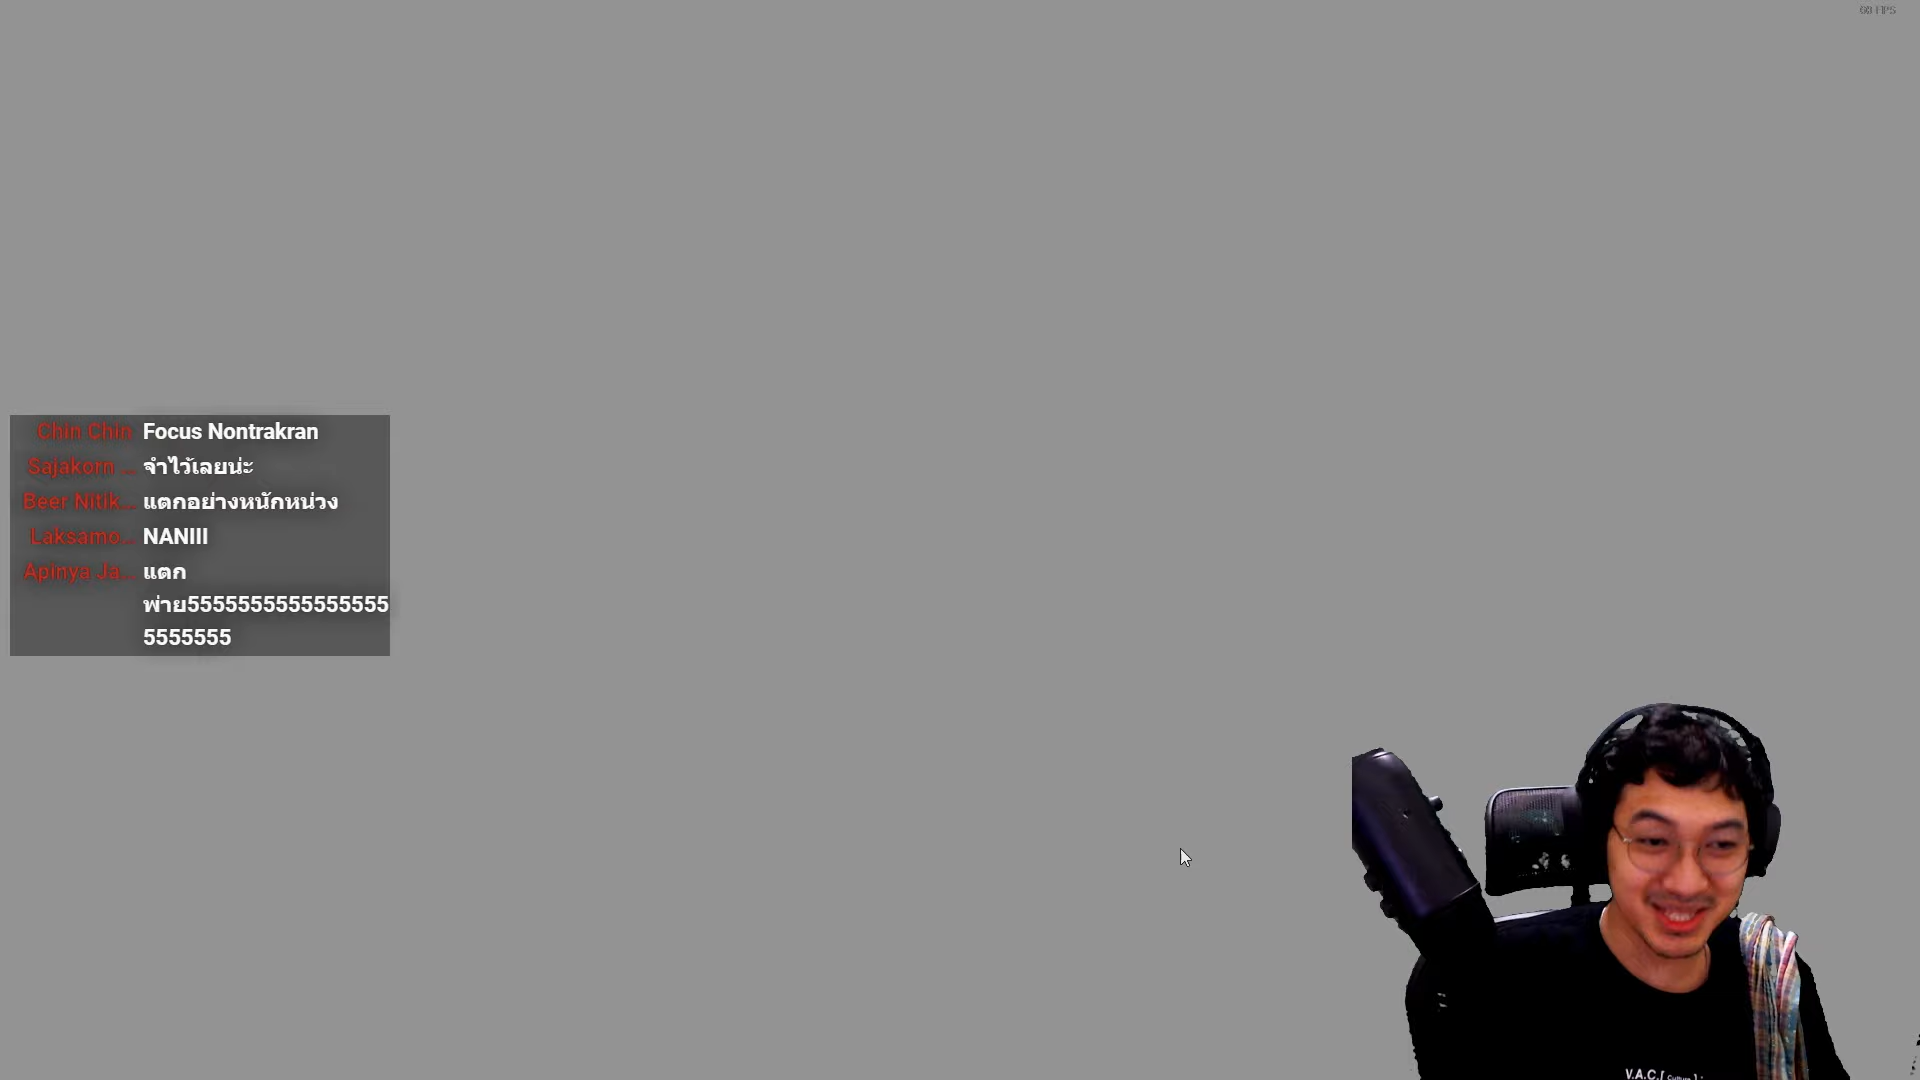 60 FPS
Chin Chin Focus Nontrakran
Sajakorn ... จำไว้เลยน่ะ
Beer Nitik... แตกอย่างหนักหน่วง
Laksamo... NANIII
Apinya Ja... แตก
พ่าย5555555555555555
5555555
V.A.C.[ Culture ]